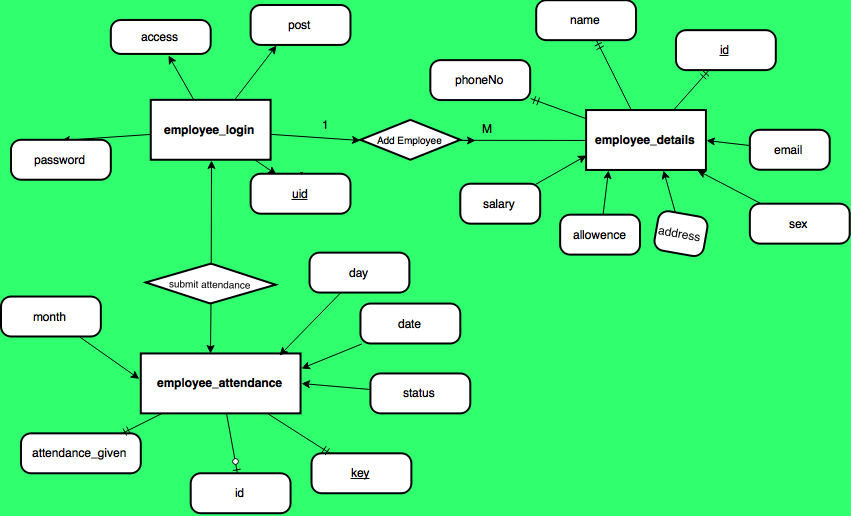 name
post
access
id
phoneNo
1
M
employee_login
Add Employee
employee_details
email
password
uid
salary
sex
allowence
address
day
submit attendance
month
date
employee_attendance
status
attendance_given
key
id